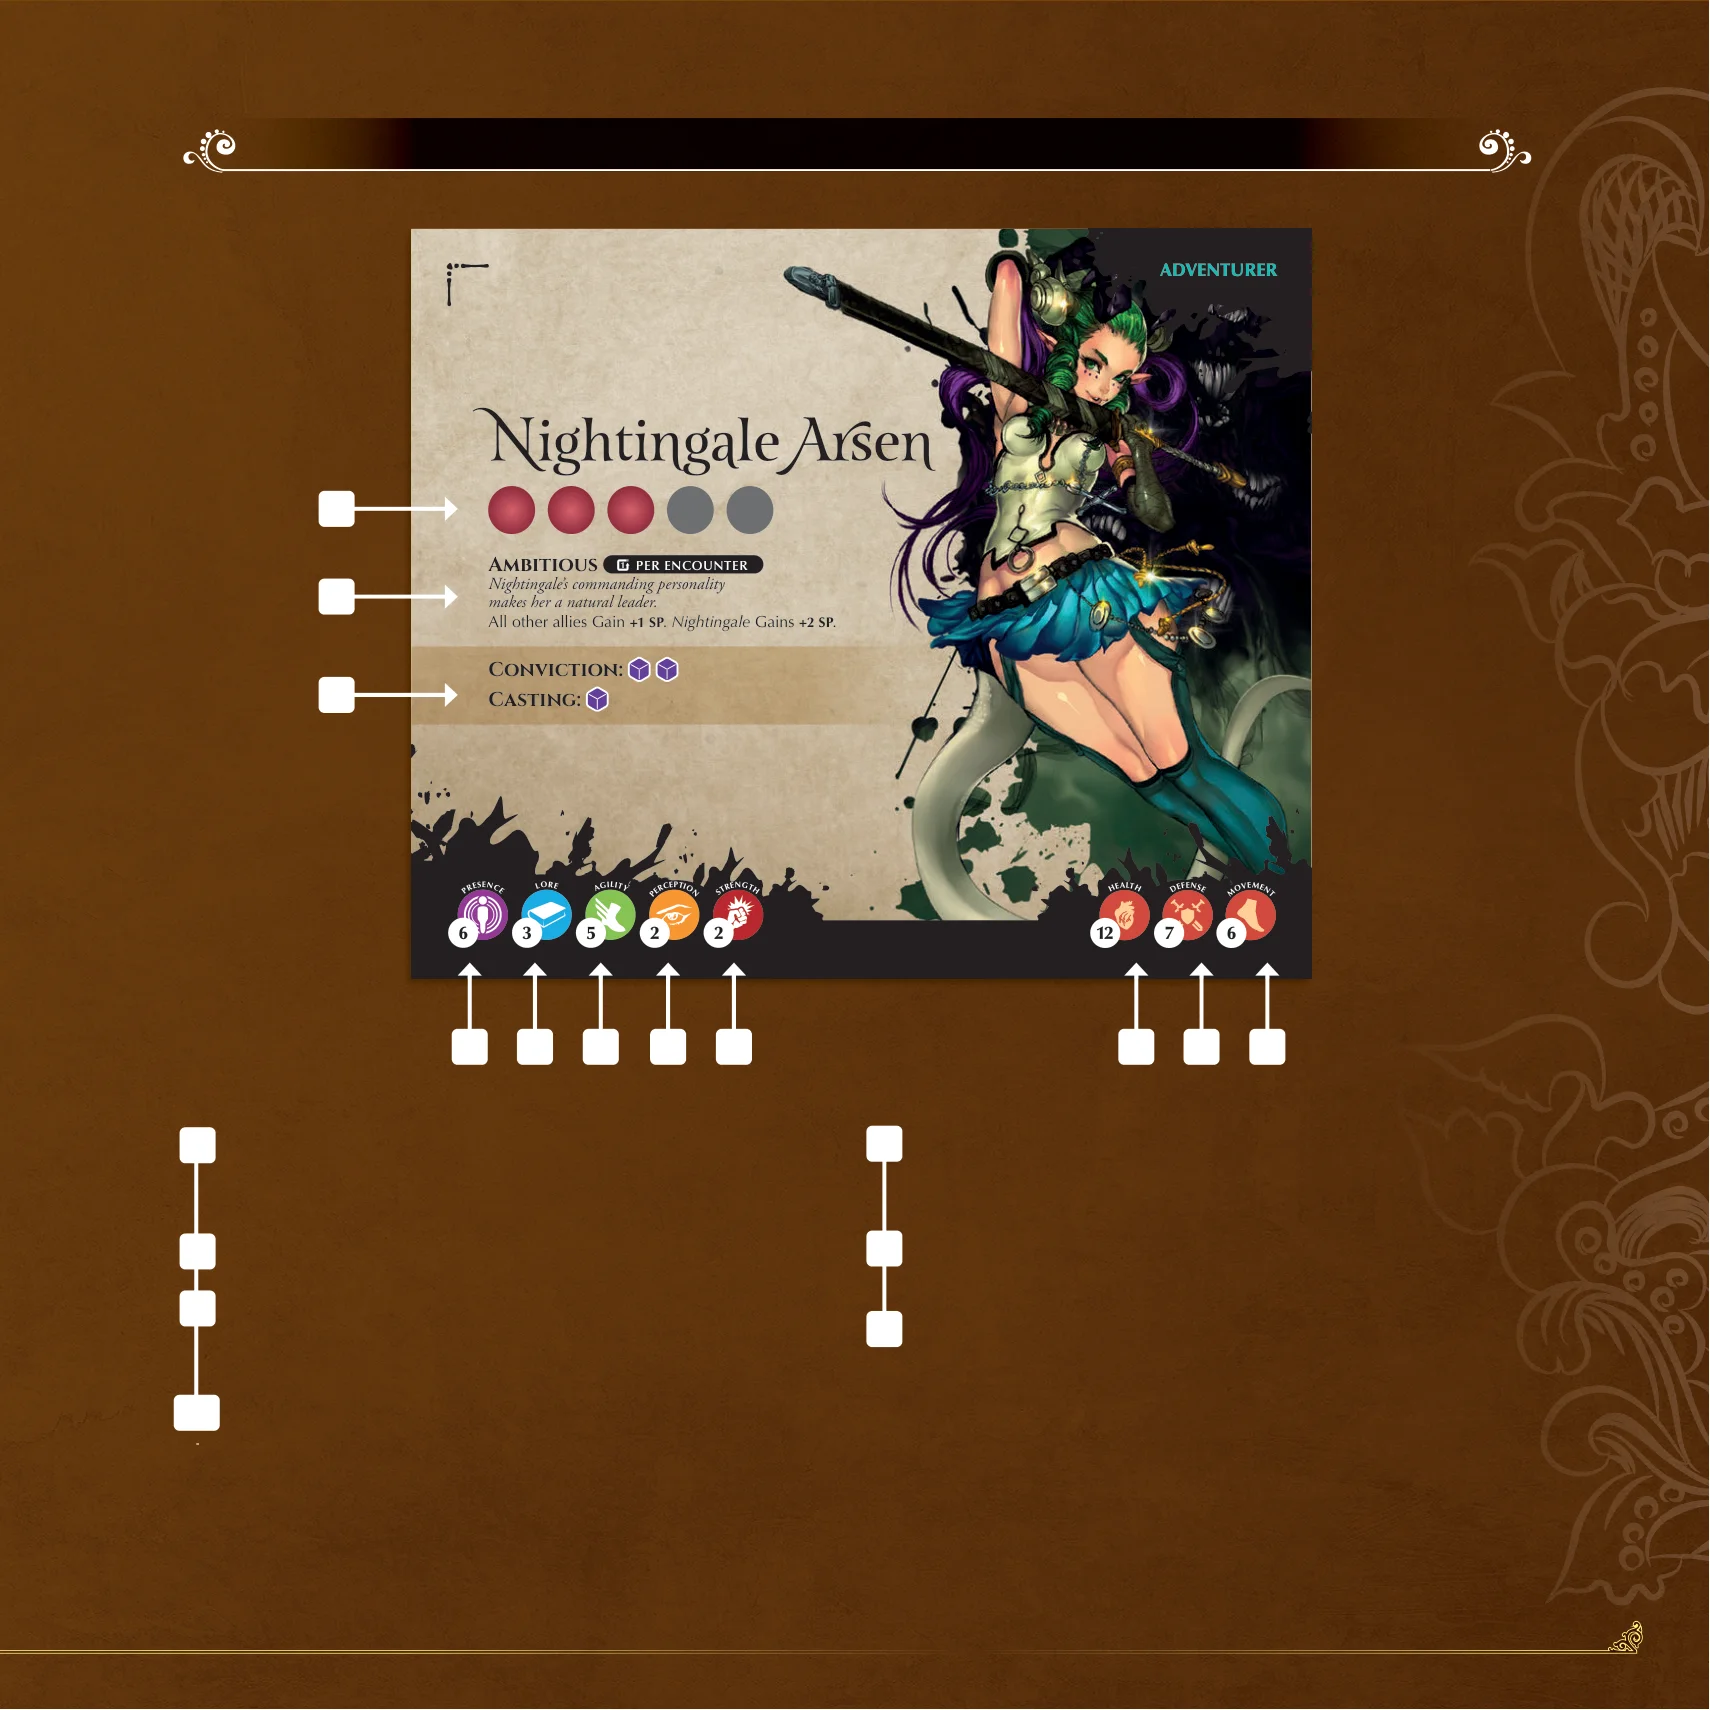 ADVENTURER
Nightingale Arsen
AMBITIOUS PER ENCOUNTER
Nightingale's commanding personality
makes her a natural leader.
All other allies Gain +1 SP. Nightingale Gains +2 SP.
CONVICTION:
CASTING:
PRESENCE LORE AGILITY PERCEPTION STRENGTH HEALTH DEFENSE MOVEMENT
6 3 5 2 2 12 7 6